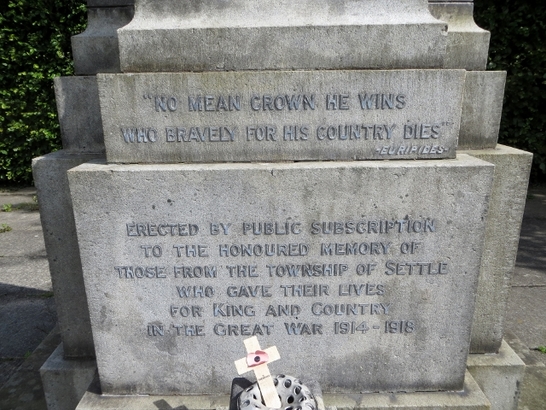 "NO MEAN CROWN HE WINS
WHO BRAVELY FOR HIS COUNTRY DIES"
-EURIPIDES-
ERECTED BY PUBLIC SUBSCRIPTION
TO THE HONOURED MEMORY OF
THOSE FROM THE TOWNSHIP OF SETTLE
WHO GAVE THEIR LIVES
FOR KING AND COUNTRY
IN THE GREAT WAR 1914-1918